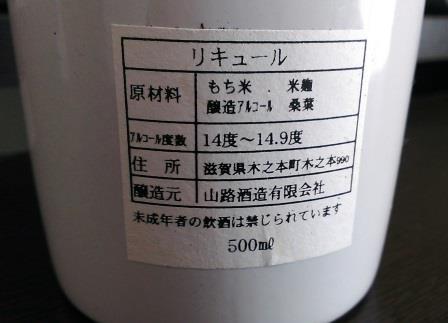 リキュール
原材料 もち米 . 米麹
醸造アルコール 桑葉
アルコール度数 14度～14.9度
住所 滋賀県木之本町木之本990
醸造元 山路酒造有限会社
未成年者の飲酒は禁じられています
500ml